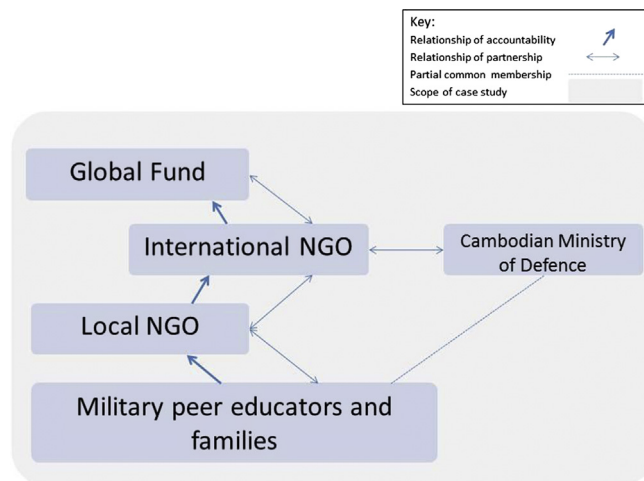 Key:
Relationship of accountability
Relationship of partnership
Partial common membership
Scope of case study
Global Fund
International NGO
Cambodian Ministry
of Defence
Local NGO
Military peer educators and
families